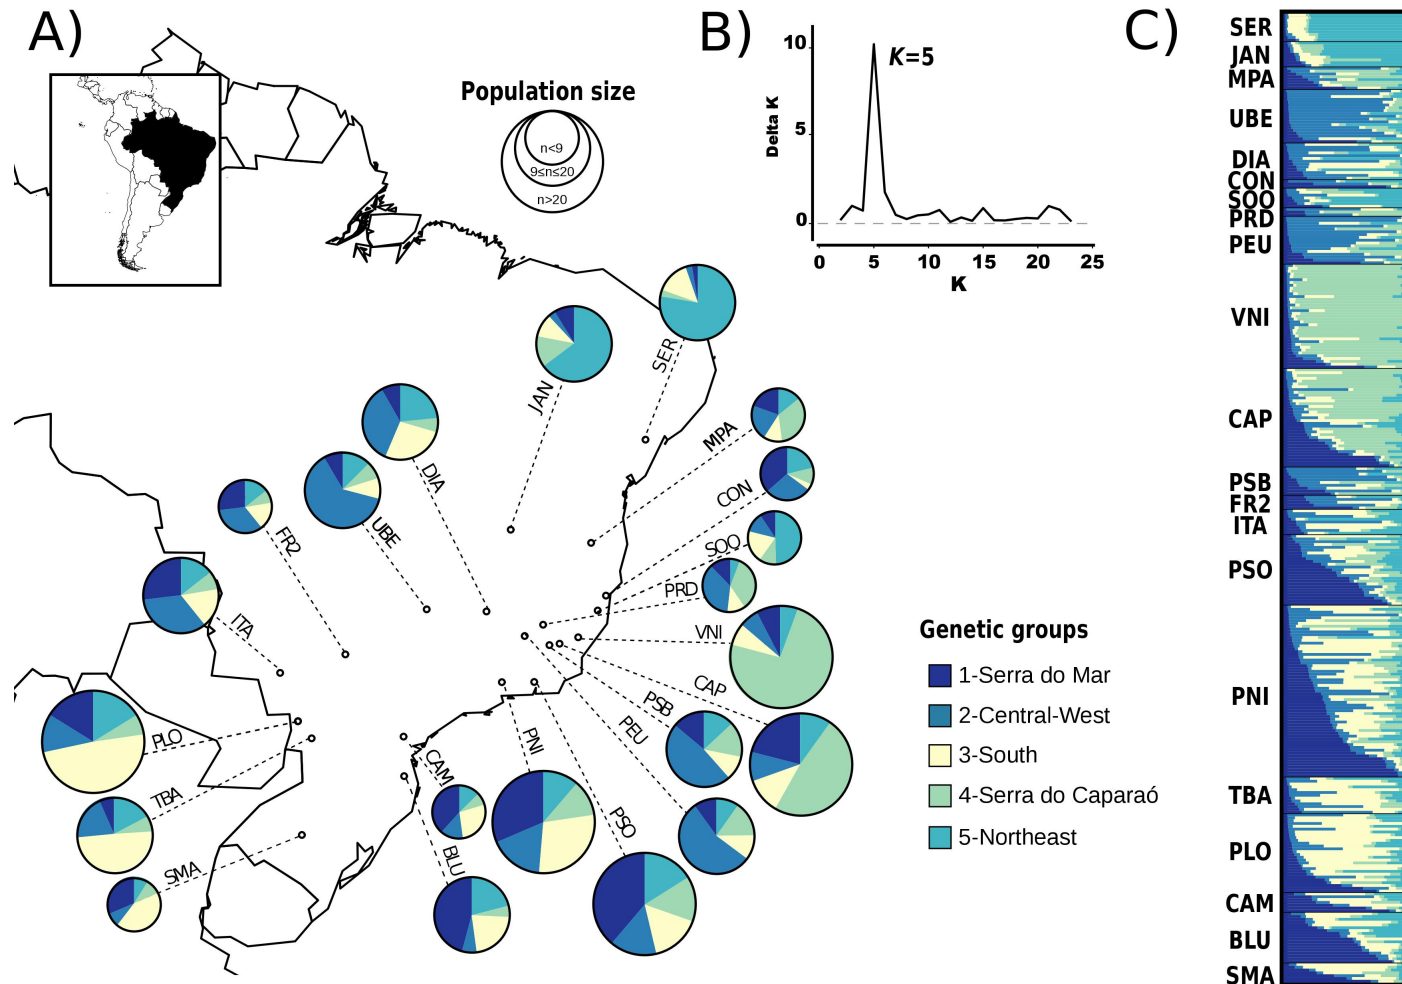 A)
Population size
n<9
9≤n≤20
n>20
SER
JAN
MPA
DIA
CON
UBE
FR2
SOO
PRD
ITA
VNI
CAP
PSB
PEU
PLO
PNI
CAM
TBA
PSO
BLU
SMA
B)
10
5
0
Delta K
K=5
0
5
10
15
20
25
K
Genetic groups
1-Serra do Mar
2-Central-West
3-South
4-Serra do Caparaó
5-Northeast
C)
SER
JAN
MPA
UBE
DIA
CON
SOO
PRD
PEU
VNI
CAP
PSB
FR2
ITA
PSO
PNI
TBA
PLO
CAM
BLU
SMA